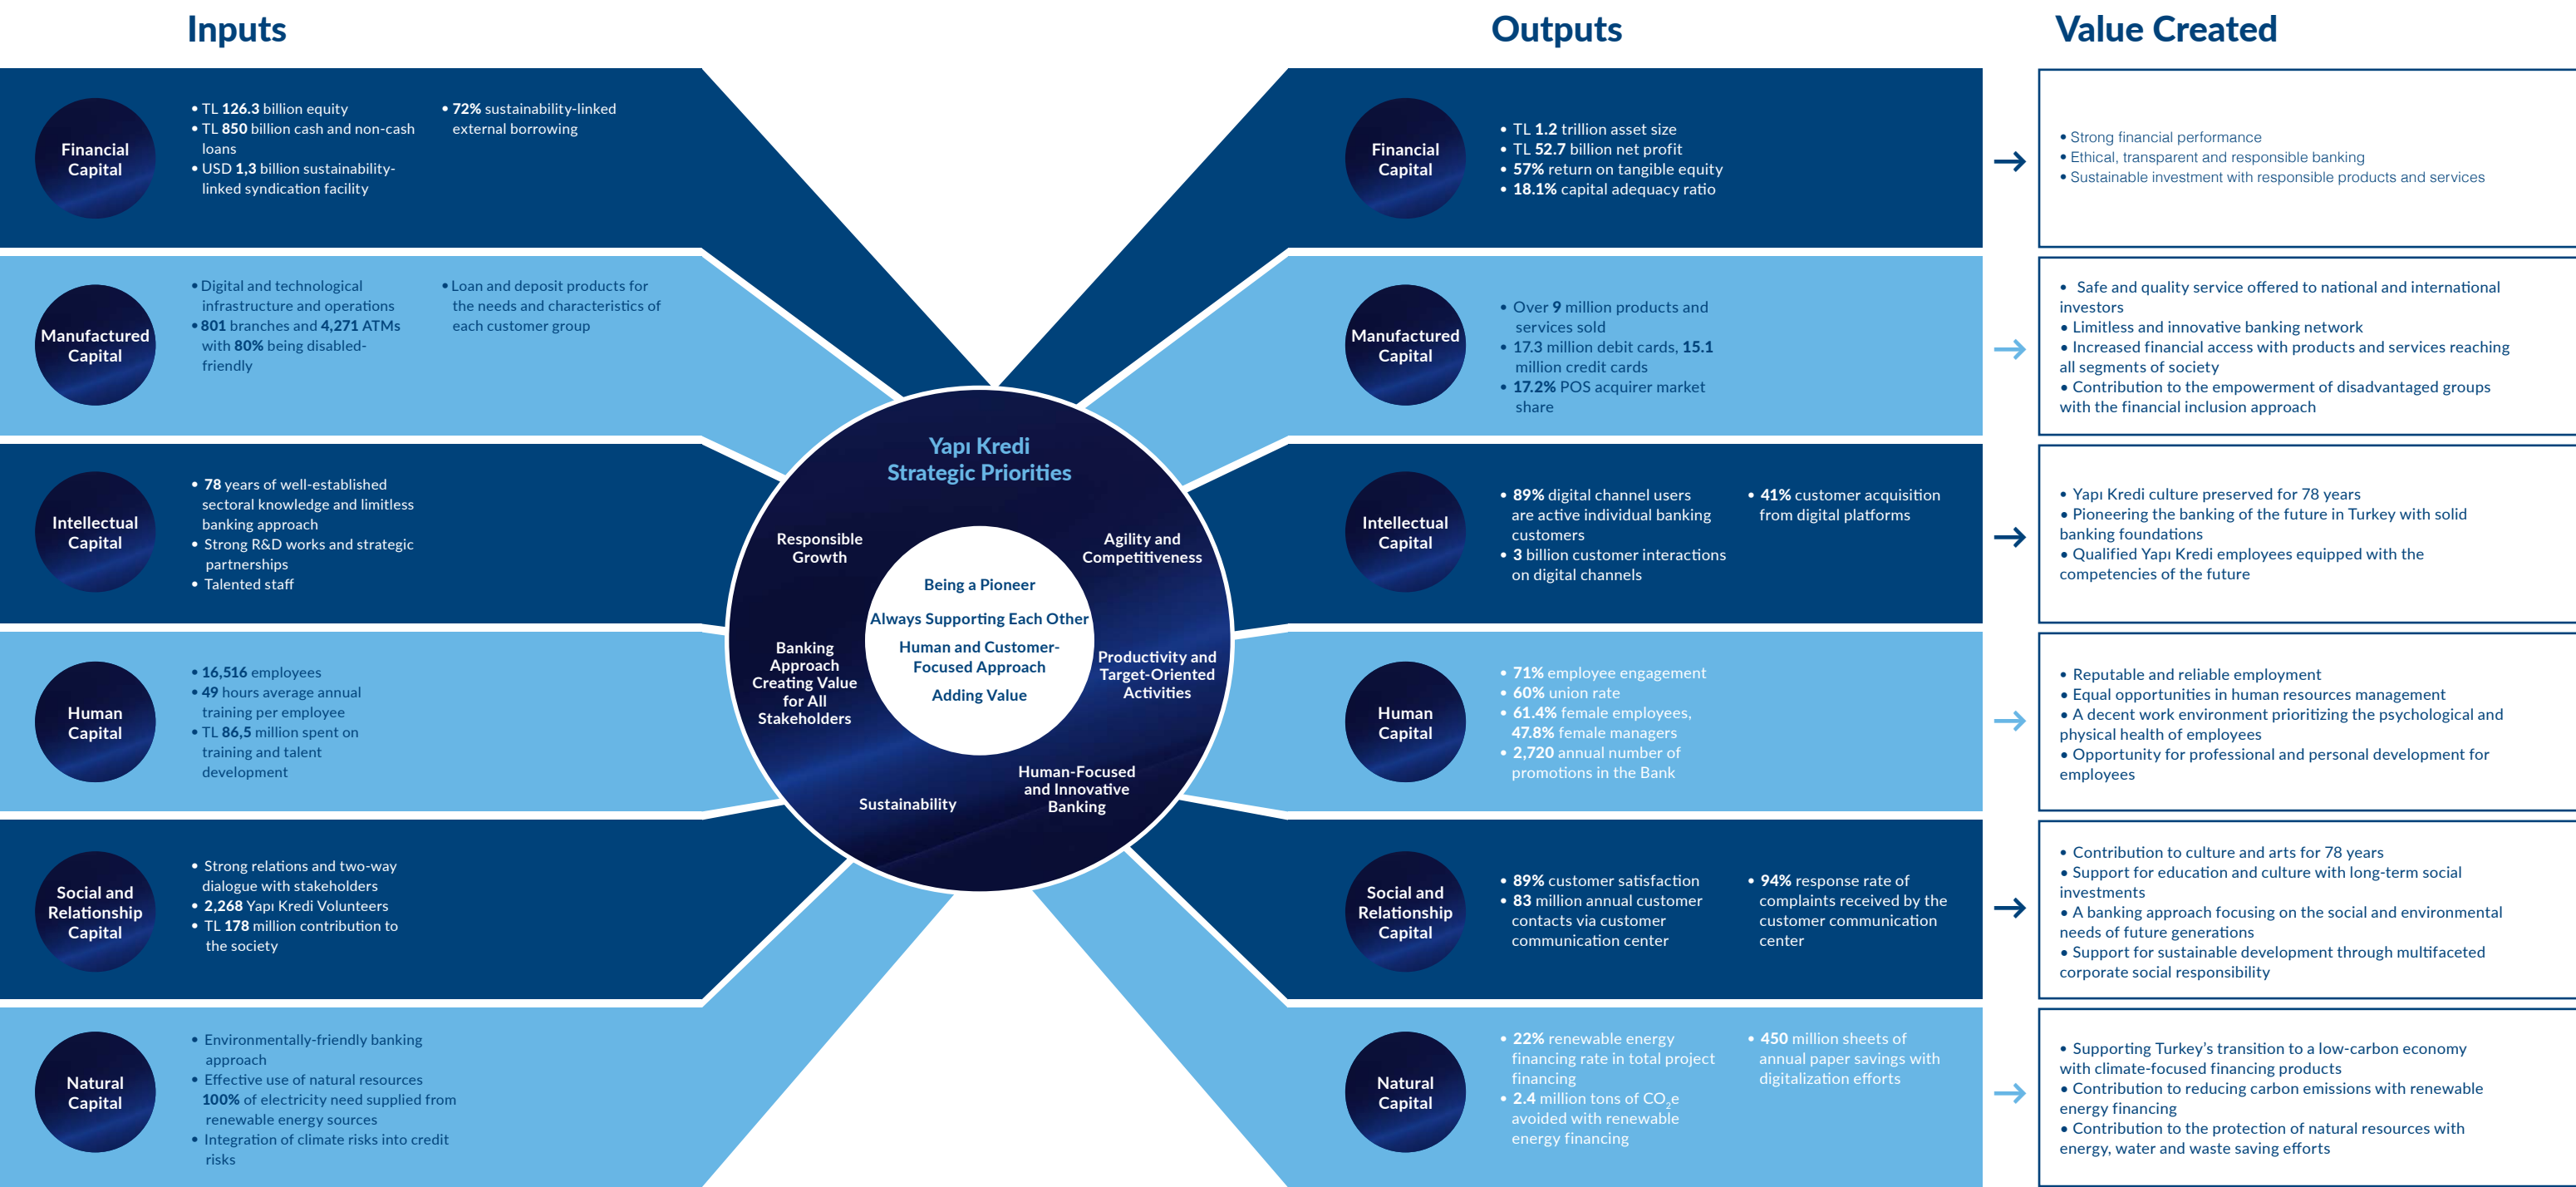 Inputs
Outputs
Value Created
Financial
Capital
• TL 126.3 billion equity
• TL 850 billion cash and non-cash
loans
• USD 1,3 billion sustainability-
linked syndication facility
• 72% sustainability-linked
external borrowing
Financial
Capital
• TL 1.2 trillion asset size
• TL 52.7 billion net profit
• 57% return on tangible equity
• 18.1% capital adequacy ratio
• Strong financial performance
• Ethical, transparent and responsible banking
• Sustainable investment with responsible products and services
Manufactured
Capital
• Digital and technological
infrastructure and operations
• 801 branches and 4,271 ATMs
with 80% being disabled-
friendly
• Loan and deposit products for
the needs and characteristics of
each customer group
Manufactured
Capital
• Over 9 million products and
services sold
• 17.3 million debit cards, 15.1
million credit cards
• 17.2% POS acquirer market
share
• Safe and quality service offered to national and international
investors
• Limitless and innovative banking network
• Increased financial access with products and services reaching
all segments of society
• Contribution to the empowerment of disadvantaged groups
with the financial inclusion approach
Intellectual
Capital
• 78 years of well-established
sectoral knowledge and limitless
banking approach
• Strong R&D works and strategic
partnerships
• Talented staff
Yapı Kredi
Strategic Priorities
Responsible
Growth
Agility and
Competitiveness
Banking
Approach
Creating Value
for All
Stakeholders
Being a Pioneer
Always Supporting Each Other
Human and Customer-
Focused Approach
Adding Value
Productivity and
Target-Oriented
Activities
Sustainability
Human-Focused
and Innovative
Banking
Intellectual
Capital
• 89% digital channel users
are active individual banking
customers
• 3 billion customer interactions
on digital channels
• 41% customer acquisition
from digital platforms
• Yapı Kredi culture preserved for 78 years
• Pioneering the banking of the future in Turkey with solid
banking foundations
• Qualified Yapı Kredi employees equipped with the
competencies of the future
Human
Capital
• 16,516 employees
• 49 hours average annual
training per employee
• TL 86,5 million spent on
training and talent
development
Human
Capital
• 71% employee engagement
• 60% union rate
• 61.4% female employees,
47.8% female managers
• 2,720 annual number of
promotions in the Bank
• Reputable and reliable employment
• Equal opportunities in human resources management
• A decent work environment prioritizing the psychological and
physical health of employees
• Opportunity for professional and personal development for
employees
Social and
Relationship
Capital
• Strong relations and two-way
dialogue with stakeholders
• 2,268 Yapı Kredi Volunteers
• TL 178 million contribution to
the society
Social and
Relationship
Capital
• 89% customer satisfaction
• 83 million annual customer
contacts via customer
communication center
• 94% response rate of
complaints received by the
customer communication
center
• Contribution to culture and arts for 78 years
• Support for education and culture with long-term social
investments
• A banking approach focusing on the social and environmental
needs of future generations
• Support for sustainable development through multifaceted
corporate social responsibility
Natural
Capital
• Environmentally-friendly banking
approach
• Effective use of natural resources
100% of electricity need supplied from
renewable energy sources
• Integration of climate risks into credit
risks
Natural
Capital
• 22% renewable energy
financing rate in total project
financing
• 2.4 million tons of CO₂e
avoided with renewable
energy financing
• 450 million sheets of
annual paper savings with
digitalization efforts
• Supporting Turkey's transition to a low-carbon economy
with climate-focused financing products
• Contribution to reducing carbon emissions with renewable
energy financing
• Contribution to the protection of natural resources with
energy, water and waste saving efforts